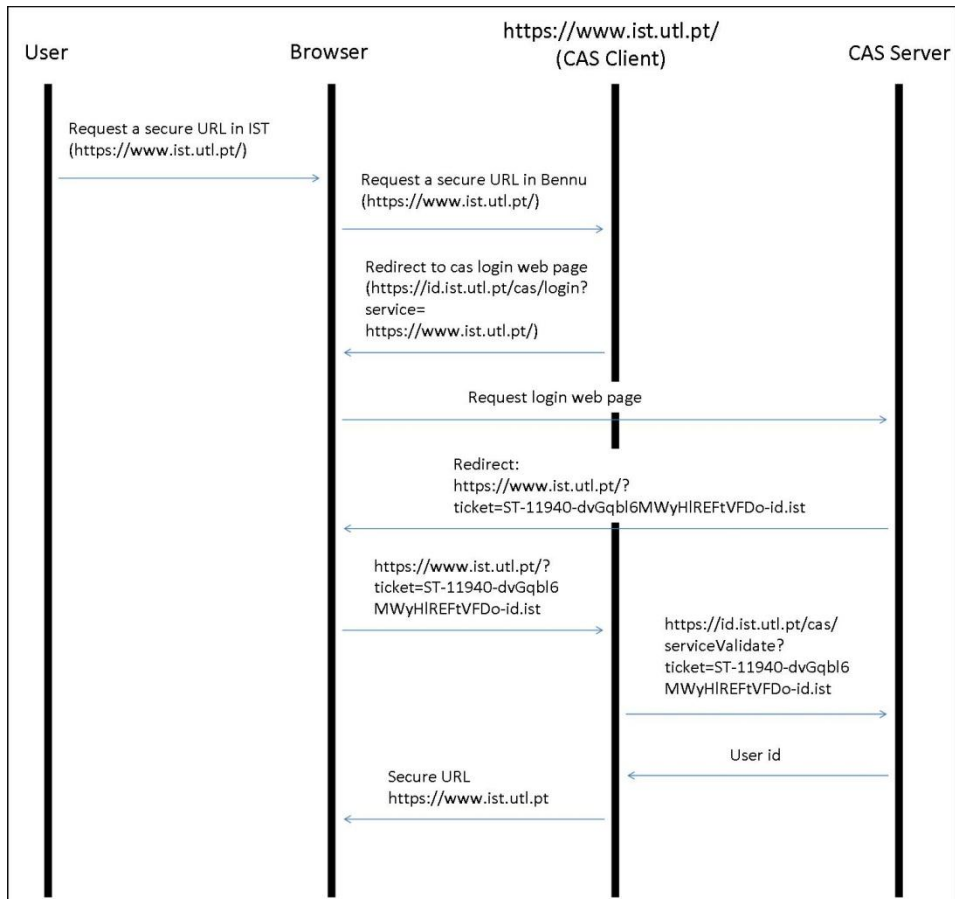 https://www.ist.utl.pt/
User
Browser
(CAS Client)
CAS Server
Request a secure URL in IST
(https://www.ist.utl.pt/)
Request a secure URL in Bennu
(https://www.ist.utl.pt/)
Redirect to cas login web page
(https://id.ist.utl.pt/cas/login?
service=
https://www.ist.utl.pt/)
Request login web page
Redirect:
https://www.ist.utl.pt/?
ticket=ST-11940-dvGqbl6MWyHlREFtVFDo-id.ist
https://www.ist.utl.pt/?
ticket=ST-11940-dvGqbl6
MWyHlREFtVFDo-id.ist
https://id.ist.utl.pt/cas/
serviceValidate?
ticket=ST-11940-dvGqbl6
MWyHlREFtVFDo-id.ist
User id
Secure URL
https://www.ist.utl.pt